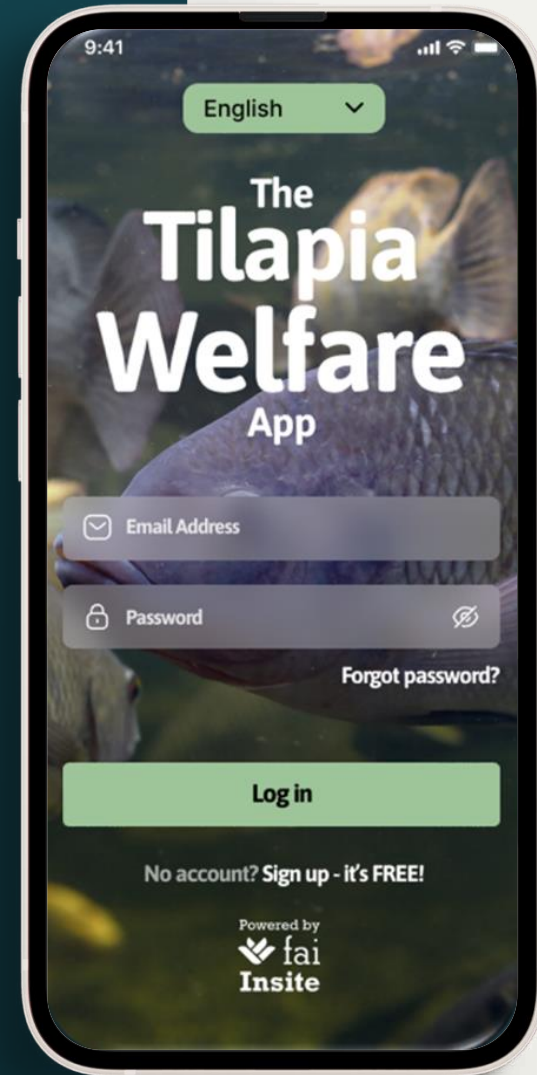 9:41
English
The
Tilapia
Welfare
App
Email Address
Password
Forgot password?
Log in
No account? Sign up - it's FREE!
Powered by
fai
Insite